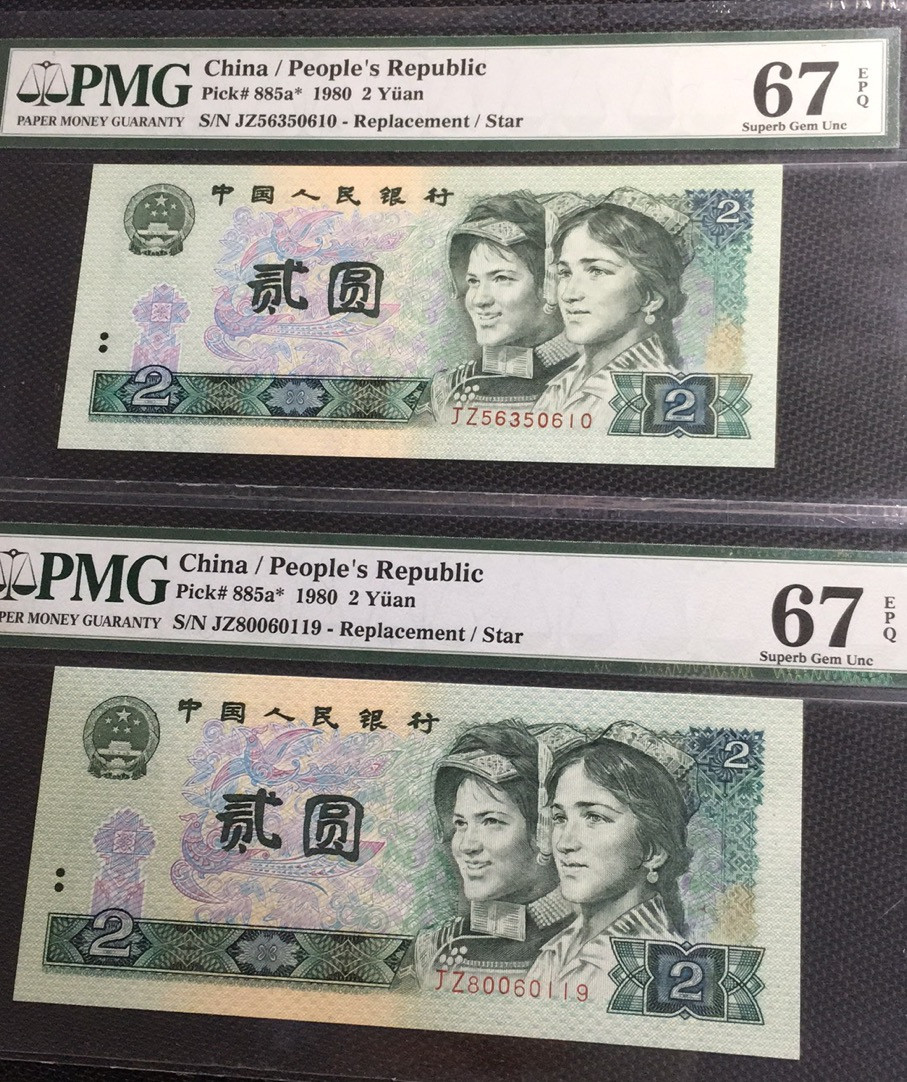 PMG
PAPER MONEY GUARANTY
China / People's Republic
Pick# 885a* 1980 2 Yüan
S/N JZ56350610 - Replacement / Star
67 EPQ
Superb Gem Unc
中国人民银行
2
贰圆
2
JZ56350610
2
PMG
PER MONEY GUARANTY
China / People's Republic
Pick# 885a* 1980 2 Yüan
S/N JZ80060119 - Replacement / Star
67 EPQ
Superb Gem Unc
中国人民银行
2
贰圆
2
JZ80060119
2